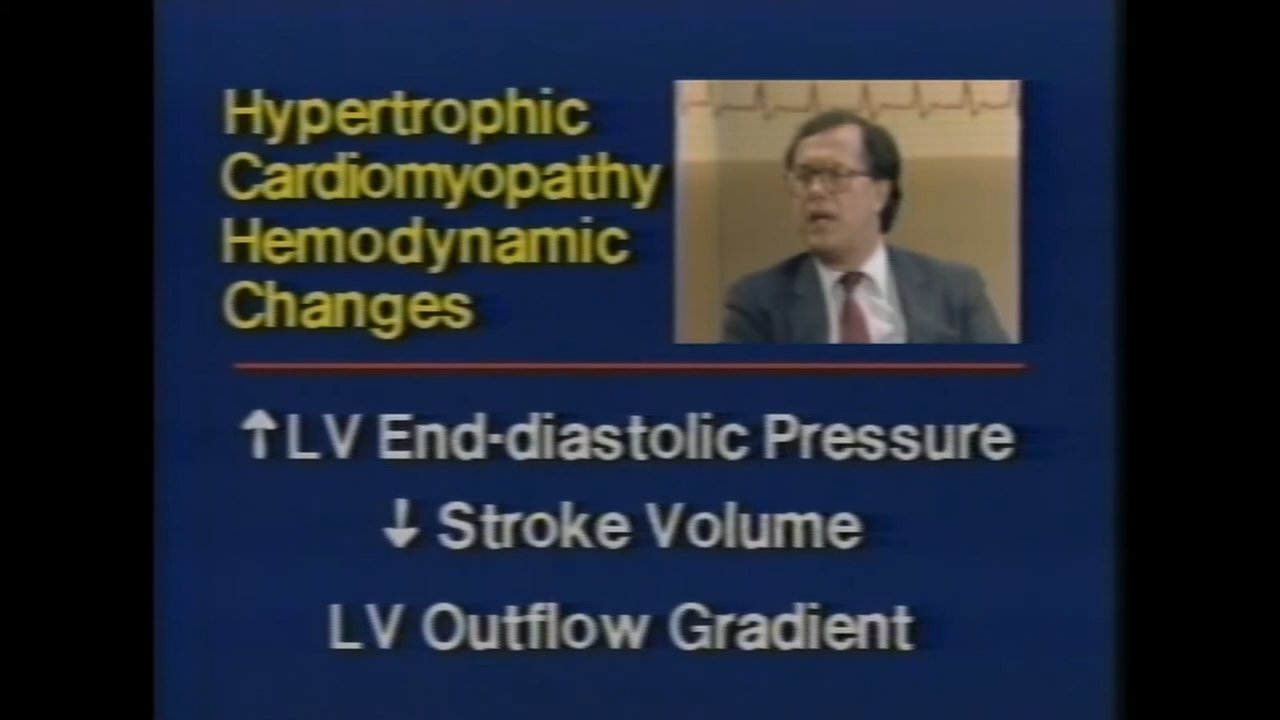 Hypertrophic
Cardiomyopathy
Hemodynamic
Changes
↑LV End-diastolic Pressure
↓ Stroke Volume
LV Outflow Gradient